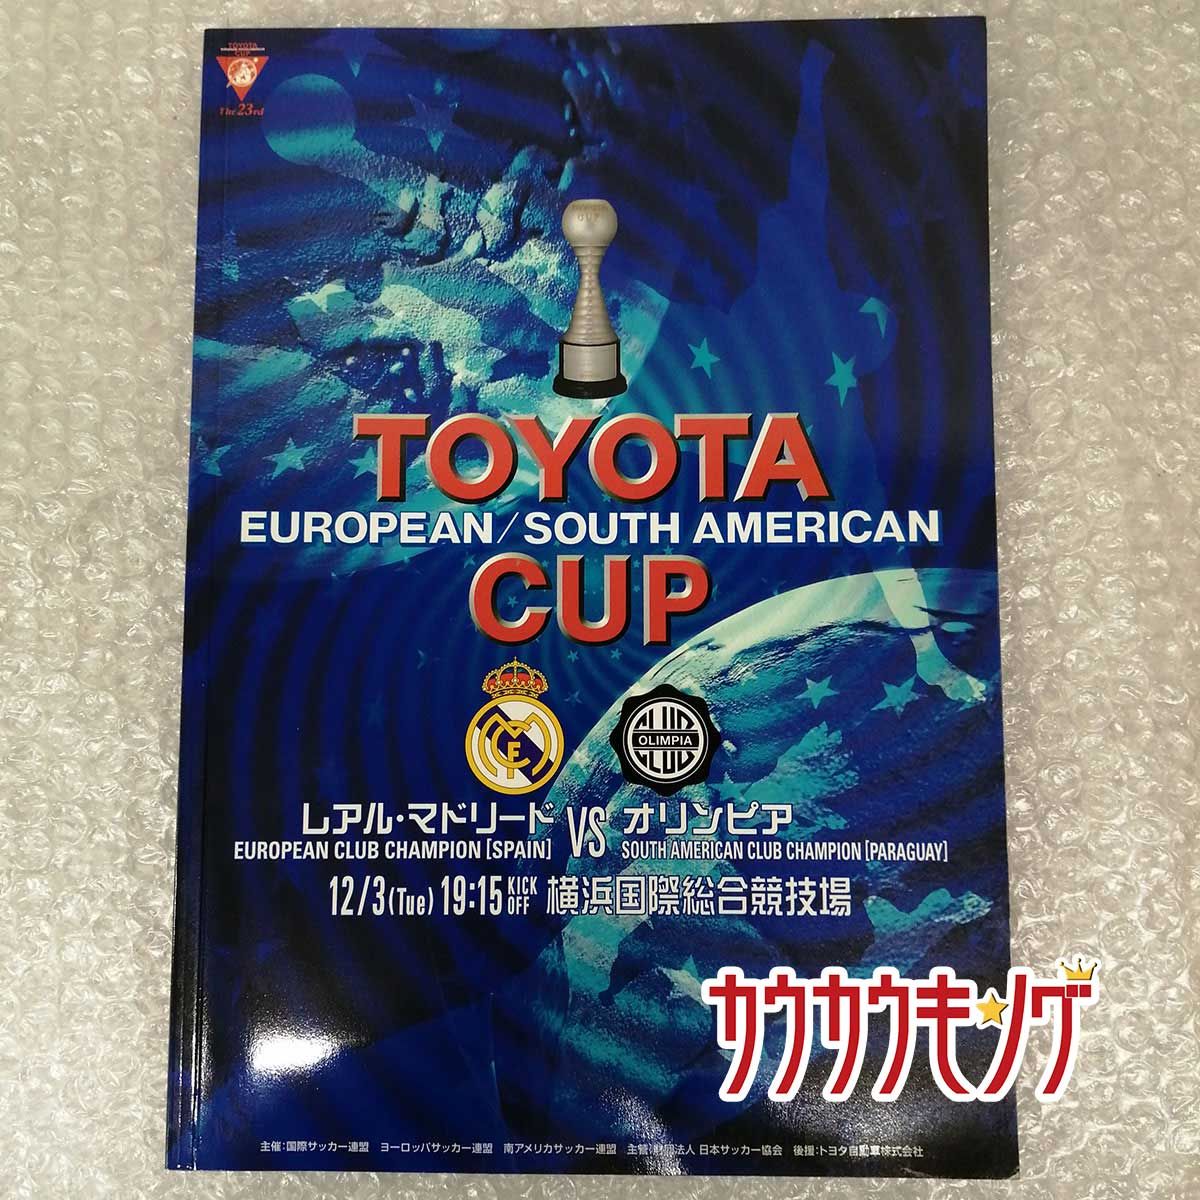 TOYOTA
CUP
The 23rd
CUP
TOYOTA
EUROPEAN/SOUTH AMERICAN
CUP
CLUB
OLIMPIA
CLUB
レアル・マドリード VS オリンピア
EUROPEAN CLUB CHAMPION [SPAIN] SOUTH AMERICAN CLUB CHAMPION [PARAGUAY]
12/3(Tue) 19:15 KICK OFF 横浜国際総合競技場
カウカウキング
主催:国際サッカー連盟 ヨーロッパサッカー連盟 南アメリカサッカー連盟 主管:財団法人 日本サッカー協会 後援:トヨタ自動車株式会社